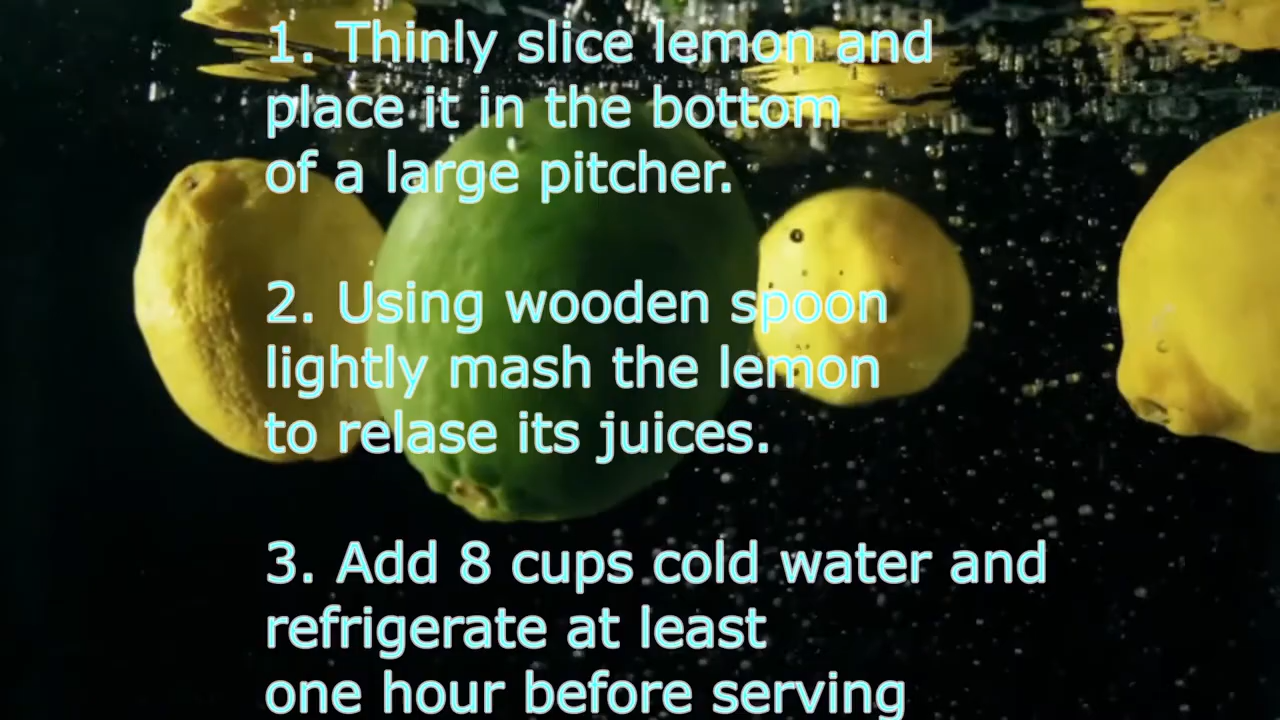 1. Thinly slice lemon and
place it in the bottom
of a large pitcher.
2. Using wooden spoon
lightly mash the lemon
to relase its juices.
3. Add 8 cups cold water and
refrigerate at least
one hour before serving